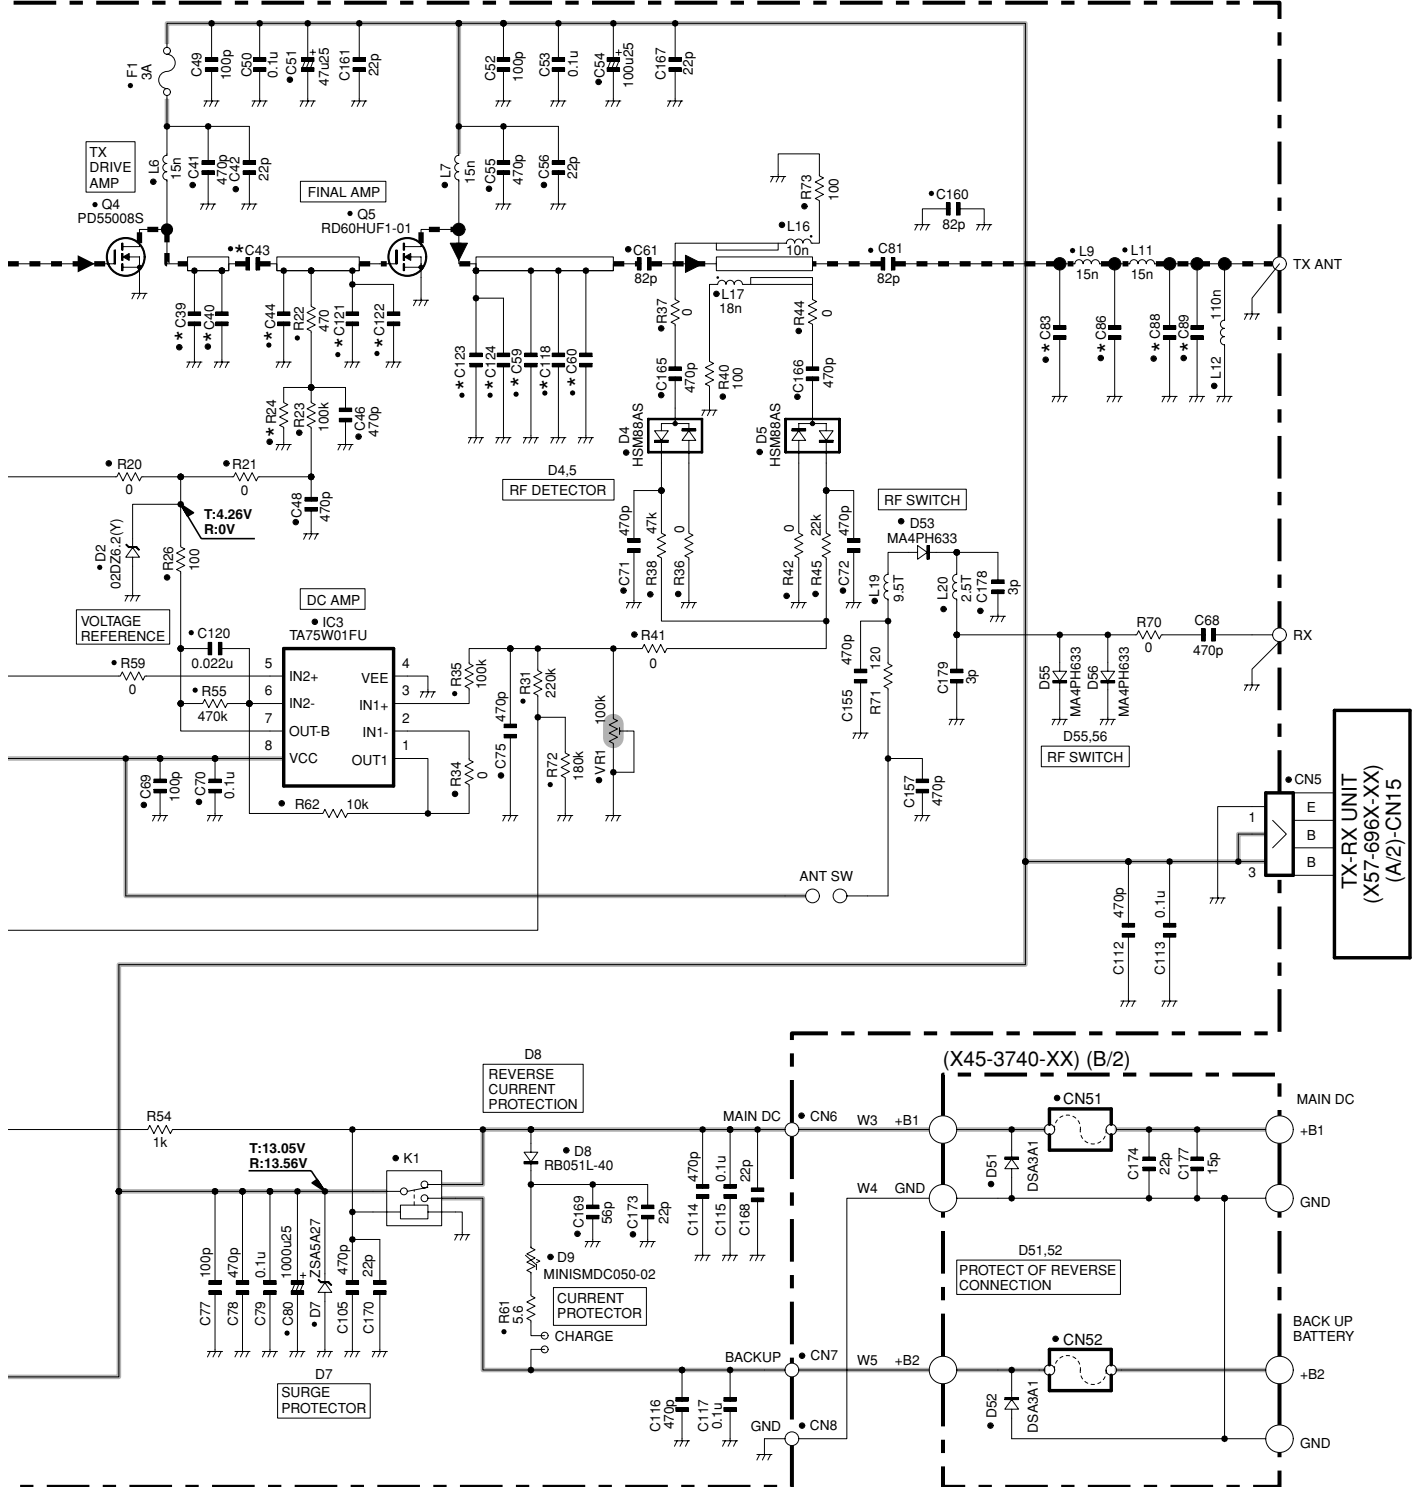 F1
3A
C49
100p
C50
0.1u
C51
47u25
+
C161
22p
C52
100p
C53
0.1u
C54
100u25
+
C167
22p
TX
DRIVE
AMP
Q4
PD55008S
L6
15n
C41
470p
C42
22p
FINAL AMP
Q5
RD60HUF1-01
L7
15n
C55
470p
C56
22p
R73
100
L16
10n
C160
82p
*C43
C61
82p
C81
82p
L9
15n
L11
15n
TX ANT
*C39
*C40
*C44
R22
470
*C121
*C122
*C123
*C124
*C59
*C118
*C60
R37
0
L17
18n
R44
0
C165
470p
R40
100
C166
470p
*C83
*C86
*C88
*C89
110n
L12
*R24
R23
100k
C46
470p
D4
HSM88AS
D5
HSM88AS
R20
0
R21
0
C48
470p
D4,5
RF DETECTOR
T:4.26V
R:0V
D2
02DZ6.2(Y)
R26
100
C71
470p
R38
47k
R36
0
R42
0
R45
22k
C72
470p
RF SWITCH
D53
MA4PH633
L19
9.5T
L20
2.5T
C178
3p
VOLTAGE
REFERENCE
DC AMP
IC3
TA75W01FU
C120
0.022u
R59
0
R55
470k
5
6
7
8
IN2+
IN2-
OUT-B
VCC
VEE
IN1+
IN1-
OUT1
4
3
2
1
R35
100k
R34
0
R62
10k
C69
100p
C70
0.1u
C75
470p
R31
220k
R72
180k
VR1
100k
R41
0
C155
470p
R71
120
C179
3p
C157
470p
D55
MA4PH633
D56
MA4PH633
D55,56
RF SWITCH
R70
0
C68
470p
RX
ANT SW
CN5
1
3
E
B
B
TX-RX UNIT
(X57-696X-XX)
(A/2)-CN15
C112
470p
C113
0.1u
(X45-3740-XX) (B/2)
D8
REVERSE
CURRENT
PROTECTION
R54
1k
T:13.05V
R:13.56V
K1
D8
RB051L-40
MAIN DC
CN6
W3
+B1
CN51
MAIN DC
+B1
C169
56p
C173
22p
C114
470p
C115
0.1u
C168
22p
W4
GND
D51
DSA3A1
C174
22p
C177
15p
GND
C77
100p
C78
470p
C79
0.1u
C80
1000u25
+
D7
ZSA5A27
C105
470p
C170
22p
D9
MINISMDC050-02
CURRENT
PROTECTOR
R61
5.6
CHARGE
D51,52
PROTECT OF REVERSE
CONNECTION
D7
SURGE
PROTECTOR
BACKUP
CN7
W5
+B2
CN52
BACK UP
BATTERY
+B2
C116
470p
C117
0.1u
GND
CN8
D52
DSA3A1
GND